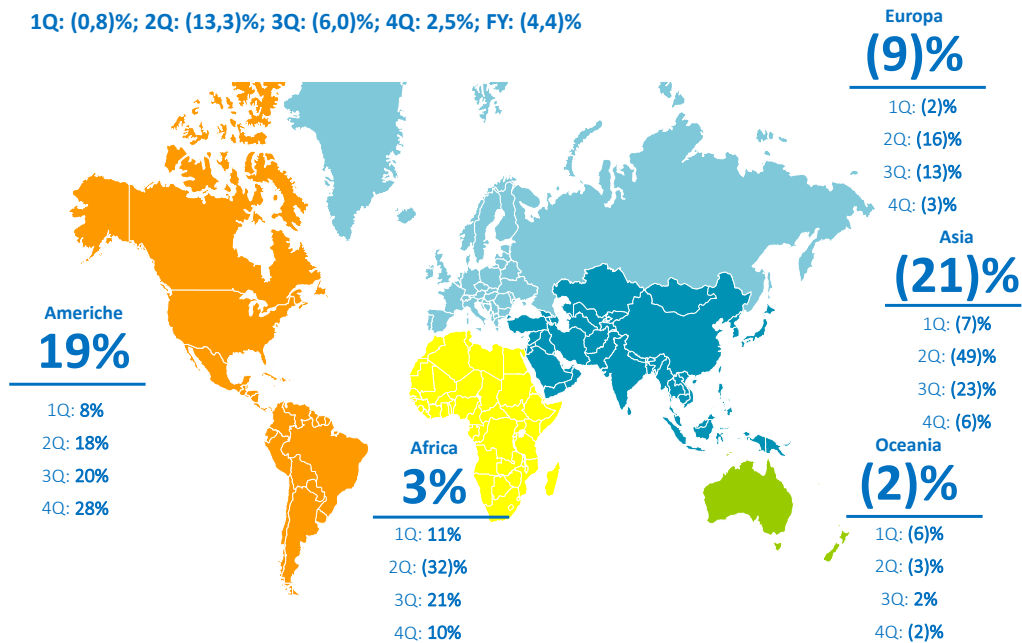 1Q: (0,8)%; 2Q: (13,3)%; 3Q: (6,0)%; 4Q: 2,5%; FY: (4,4)%
Europa
(9)%
1Q: (2)%
2Q: (16)%
3Q: (13)%
4Q: (3)%
Asia
(21)%
1Q: (7)%
2Q: (49)%
3Q: (23)%
4Q: (6)%
Americhe
19%
1Q: 8%
2Q: 18%
3Q: 20%
4Q: 28%
Africa
3%
1Q: 11%
2Q: (32)%
3Q: 21%
4Q: 10%
Oceania
(2)%
1Q: (6)%
2Q: (3)%
3Q: 2%
4Q: (2)%